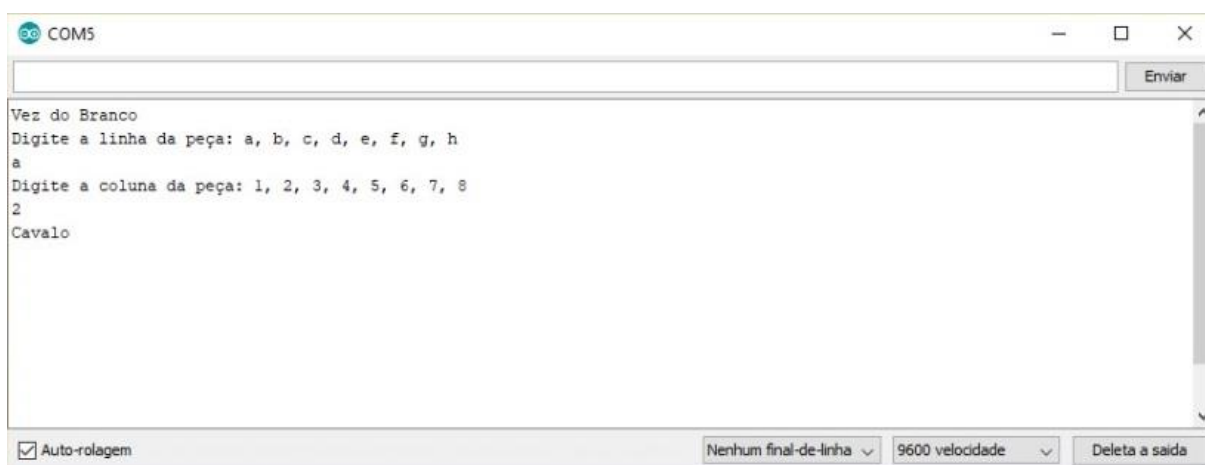 COM5
Enviar
Vez do Branco
Digite a linha da peça: a, b, c, d, e, f, g, h
a
Digite a coluna da peça: 1, 2, 3, 4, 5, 6, 7, 8
2
Cavalo
Auto-rolagem
Nenhum final-de-linha
9600 velocidade
Deleta a saida